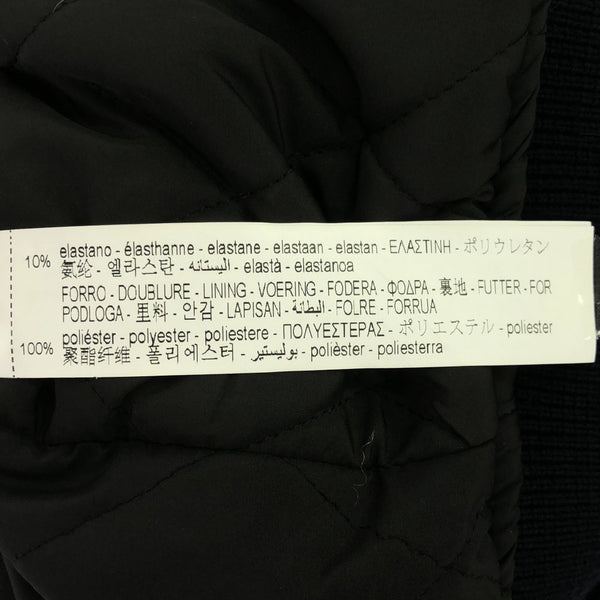 10% elastano - élasthanne - elastane - elastaan - elastan - ΕΛΑΣΤΙΝΗ - ポリウレタン
氨纶 - 엘라스탄 - اليستانه - elastà - elastanoa
FORRO - DOUBLURE - LINING - VOERING - FODERA - ΦΟΔΡΑ - 裏地 - FUTTER - FOR
PODLOGA - 里料 - 안감 - LAPISAN - البطانة - FOLRE - FORRUA
poliéster - polyester - poliestere - ΠΟΛΥΕΣΤΕΡΑΣ - ポリエステル - poliester
100% 聚酯纤维 - 폴리에스터 - بوليستير - polièster - poliesterra